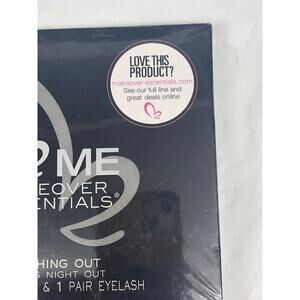 LOVE THIS
PRODUCT?
makeover-essentials.com
See our full line and
great deals online
ME
EOVER
ENTIALS®
HING OUT
S NIGHT OUT
& 1 PAIR EYELASH